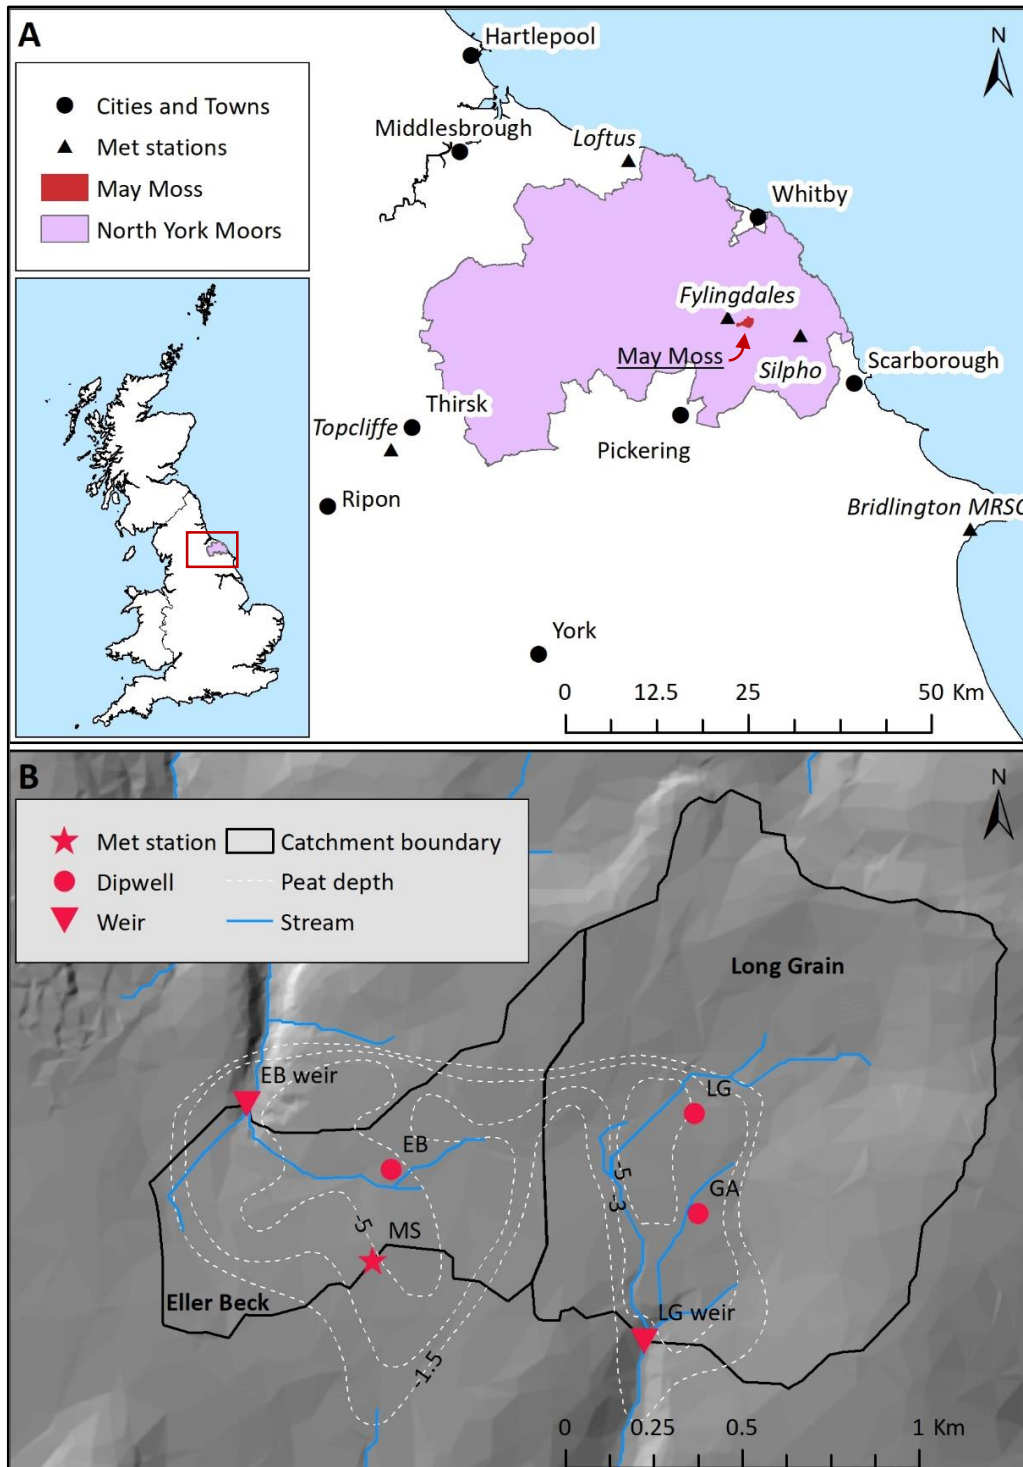 A
Hartlepool
N
Cities and Towns
Met stations
May Moss
North York Moors
Middlesbrough
Loftus
Whitby
Fylingdales
May Moss
Silpho
Scarborough
Thirsk
Topcliffe
Pickering
Ripon
Bridlington MRSC
York
0 12.5 25 50 Km
B
N
Met station
Catchment boundary
Dipwell
Peat depth
Weir
Stream
Long Grain
EB weir
LG
EB
-5
GA
-3
MS
-5
Eller Beck
LG weir
-1.5
0 0.25 0.5 1 Km